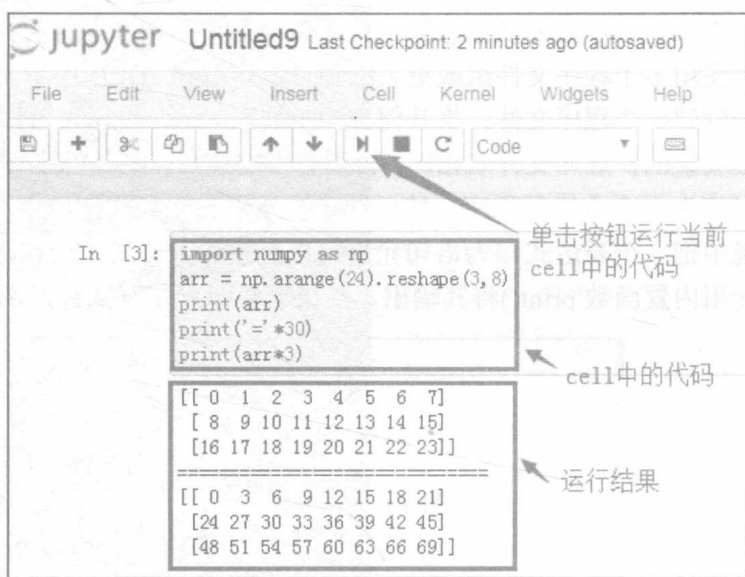 jupyter Untitled9 Last Checkpoint: 2 minutes ago (autosaved)
File Edit View Insert Cell Kernel Widgets Help
Code
单击按钮运行当前
cell中的代码
In [3]: import numpy as np
arr = np.arange(24).reshape(3,8)
print(arr)
print('='*30)
print(arr*3)
cell中的代码
[[ 0 1 2 3 4 5 6 7]
[ 8 9 10 11 12 13 14 15]
[16 17 18 19 20 21 22 23]]
==============================
[[ 0 3 6 9 12 15 18 21]
[24 27 30 33 36 39 42 45]
[48 51 54 57 60 63 66 69]]
运行结果